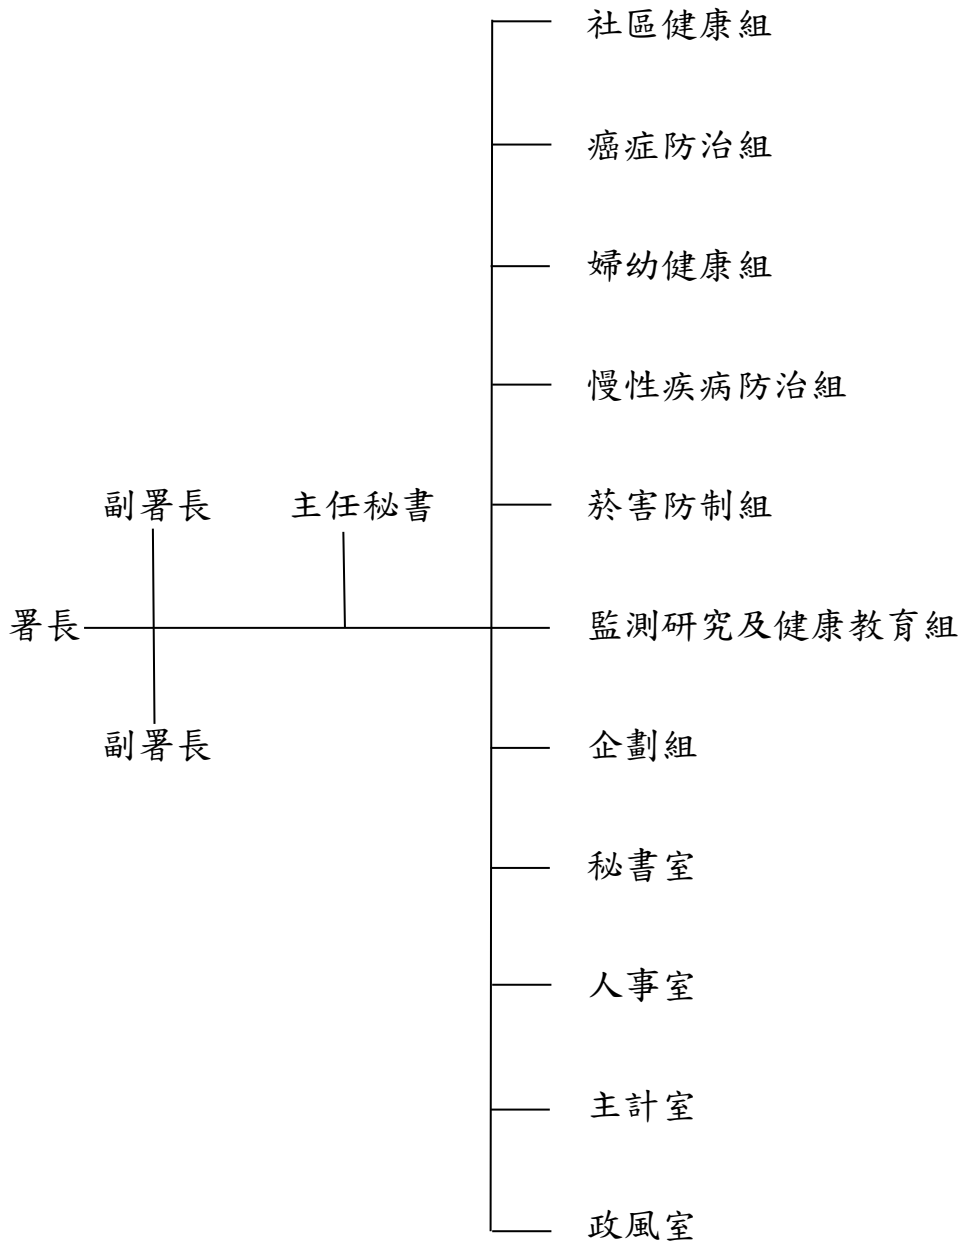 社區健康組
癌症防治組
婦幼健康組
慢性疾病防治組
副署長
主任秘書
菸害防制組
署長
監測研究及健康教育組
副署長
企劃組
秘書室
人事室
主計室
政風室